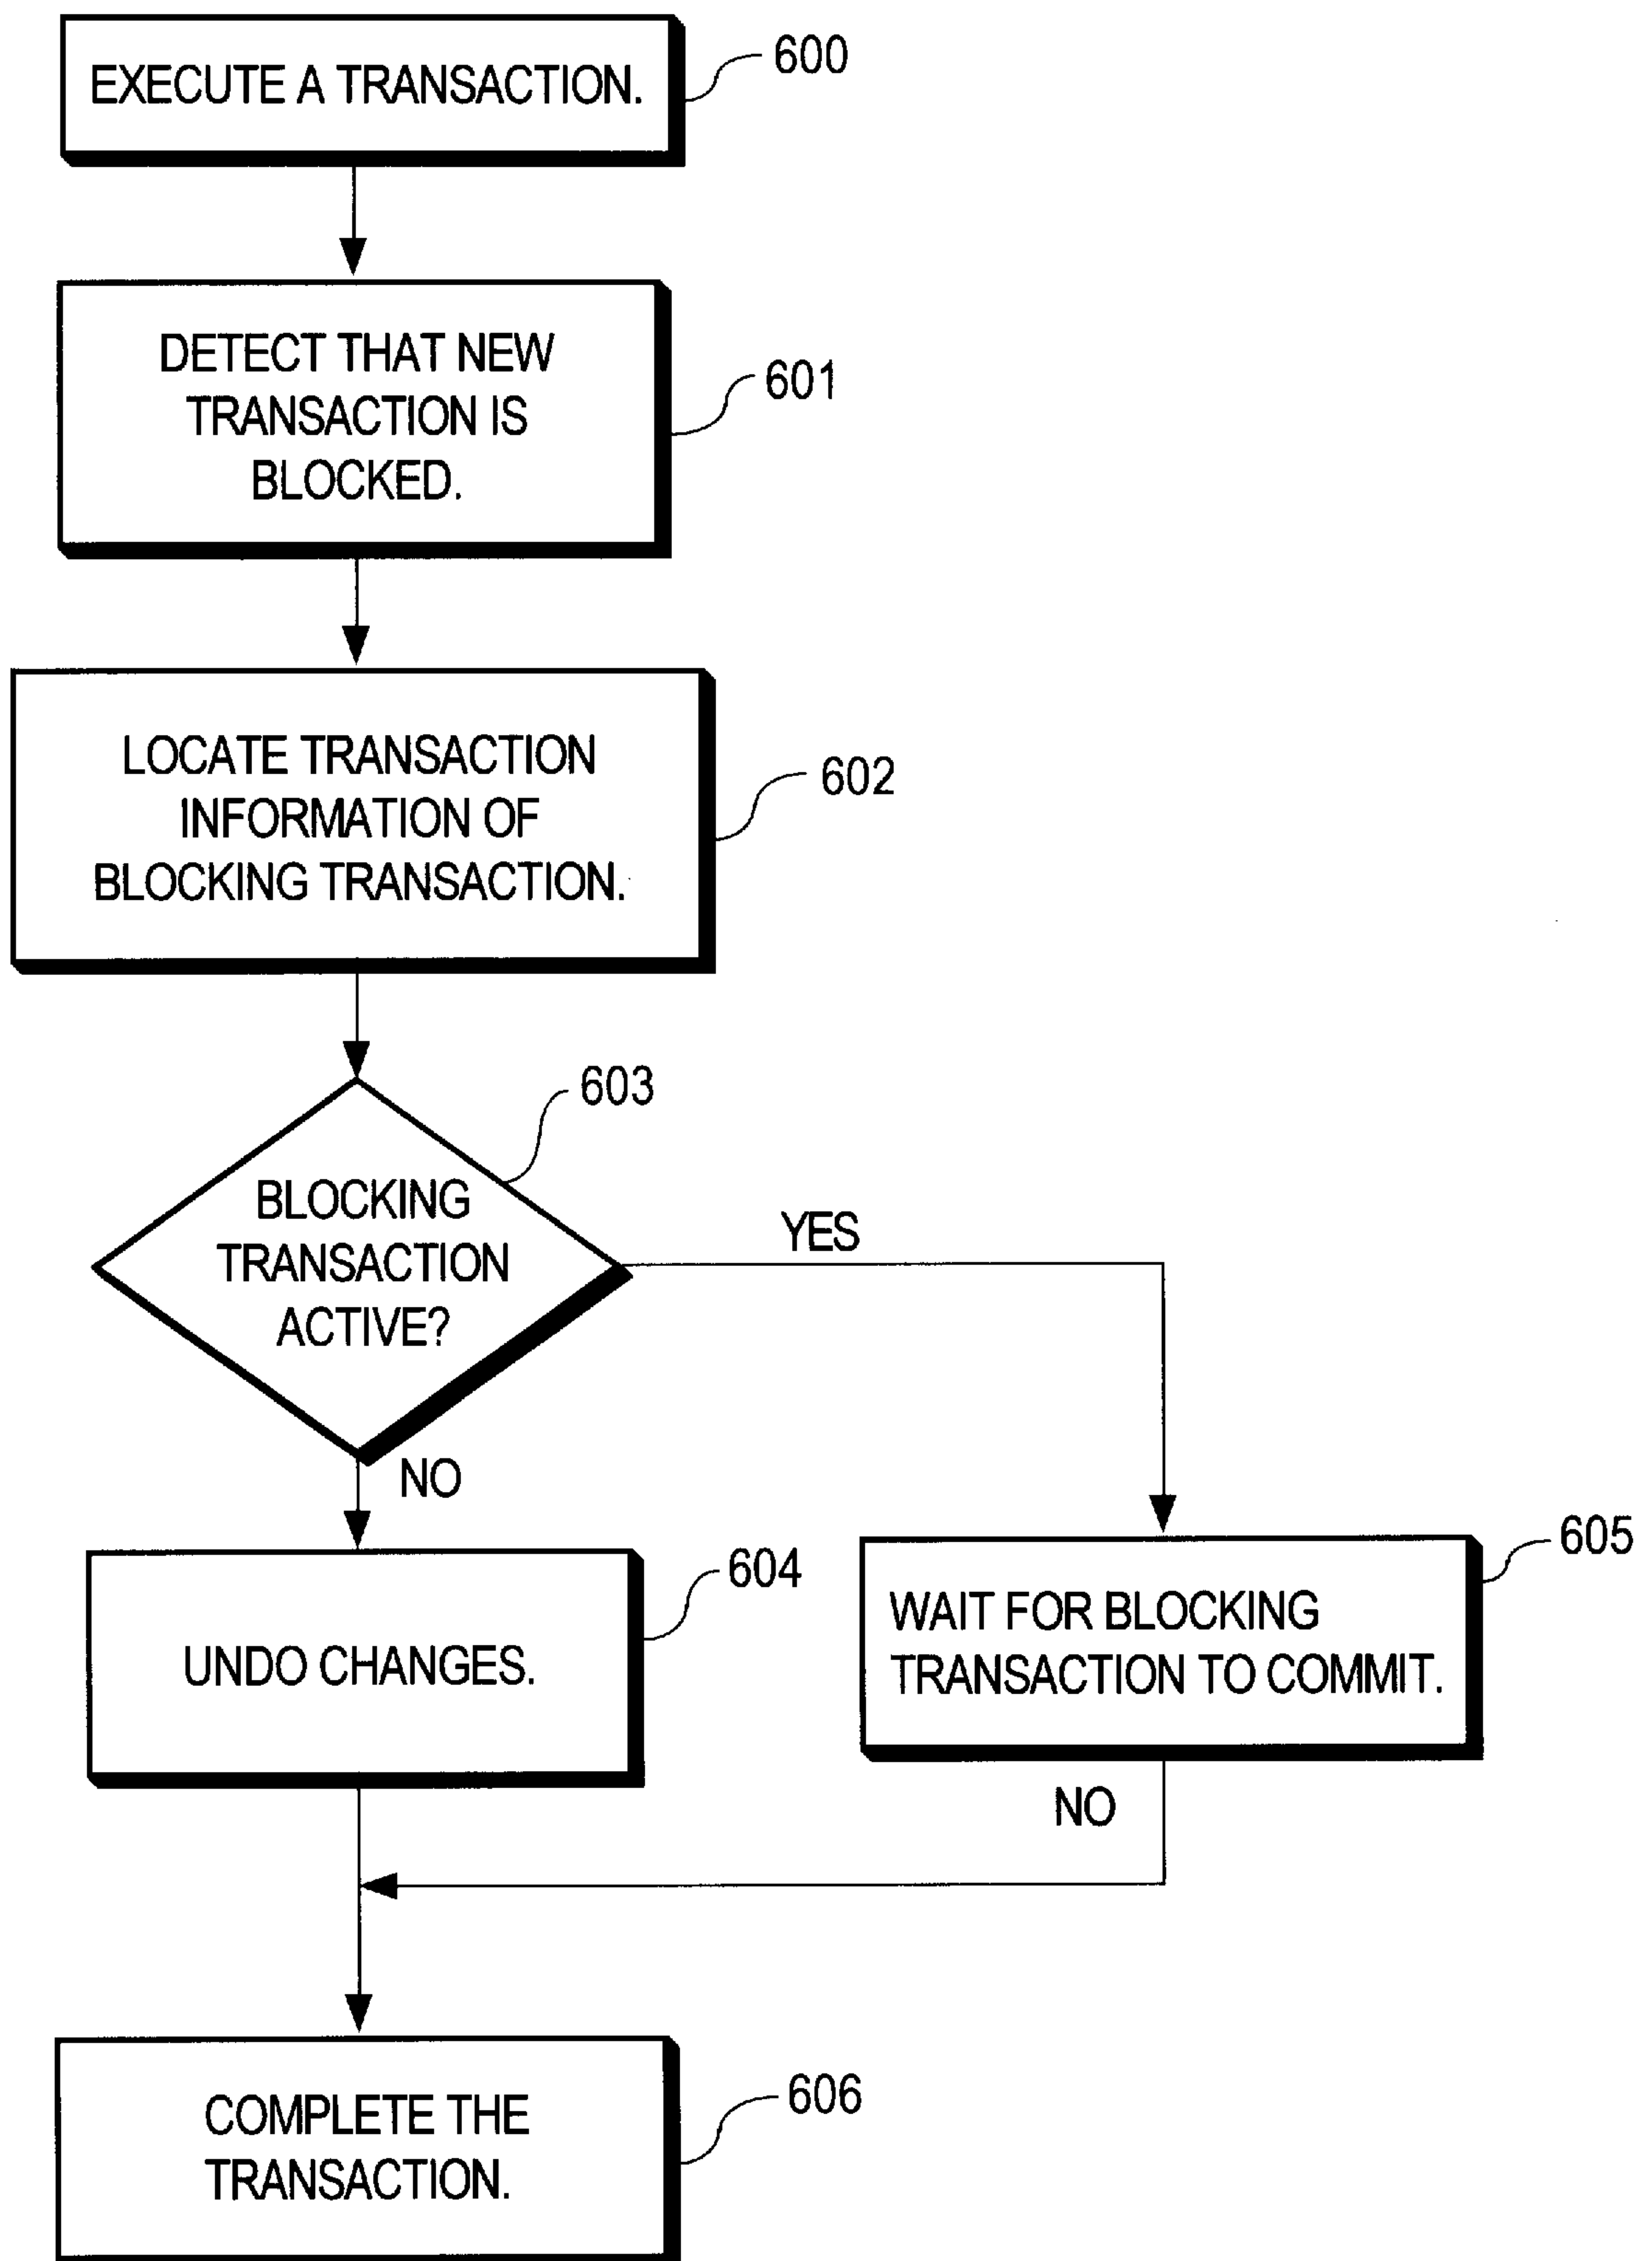 EXECUTE A TRANSACTION.
600
DETECT THAT NEW
TRANSACTION IS
BLOCKED.
601
LOCATE TRANSACTION
INFORMATION OF
BLOCKING TRANSACTION.
602
603
BLOCKING
TRANSACTION
ACTIVE?
YES
NO
604
UNDO CHANGES.
605
WAIT FOR BLOCKING
TRANSACTION TO COMMIT.
NO
606
COMPLETE THE
TRANSACTION.